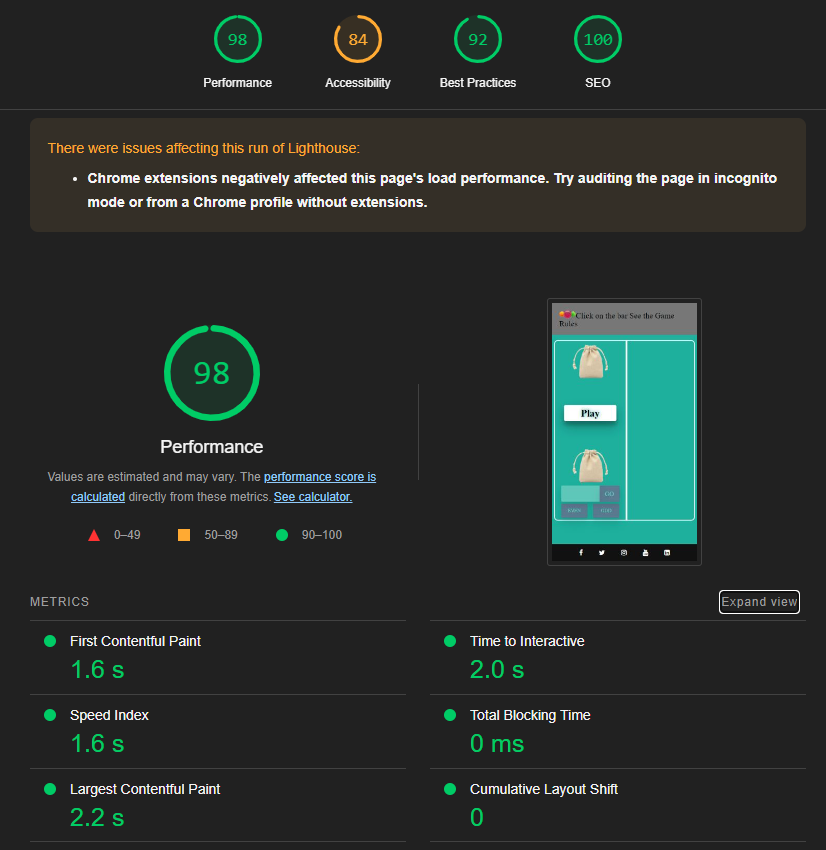 98
84
92
100
Performance
Accessibility
Best Practices
SEO
There were issues affecting this run of Lighthouse:
Chrome extensions negatively affected this page's load performance. Try auditing the page in incognito
mode or from a Chrome profile without extensions.
98
Performance
Values are estimated and may vary. The performance score is
calculated directly from these metrics. See calculator.
0–49
50–89
90–100
Click on the bar See the Game
Rules
Play
METRICS
Expand view
First Contentful Paint
1.6 s
Time to Interactive
2.0 s
Speed Index
1.6 s
Total Blocking Time
0 ms
Largest Contentful Paint
2.2 s
Cumulative Layout Shift
0